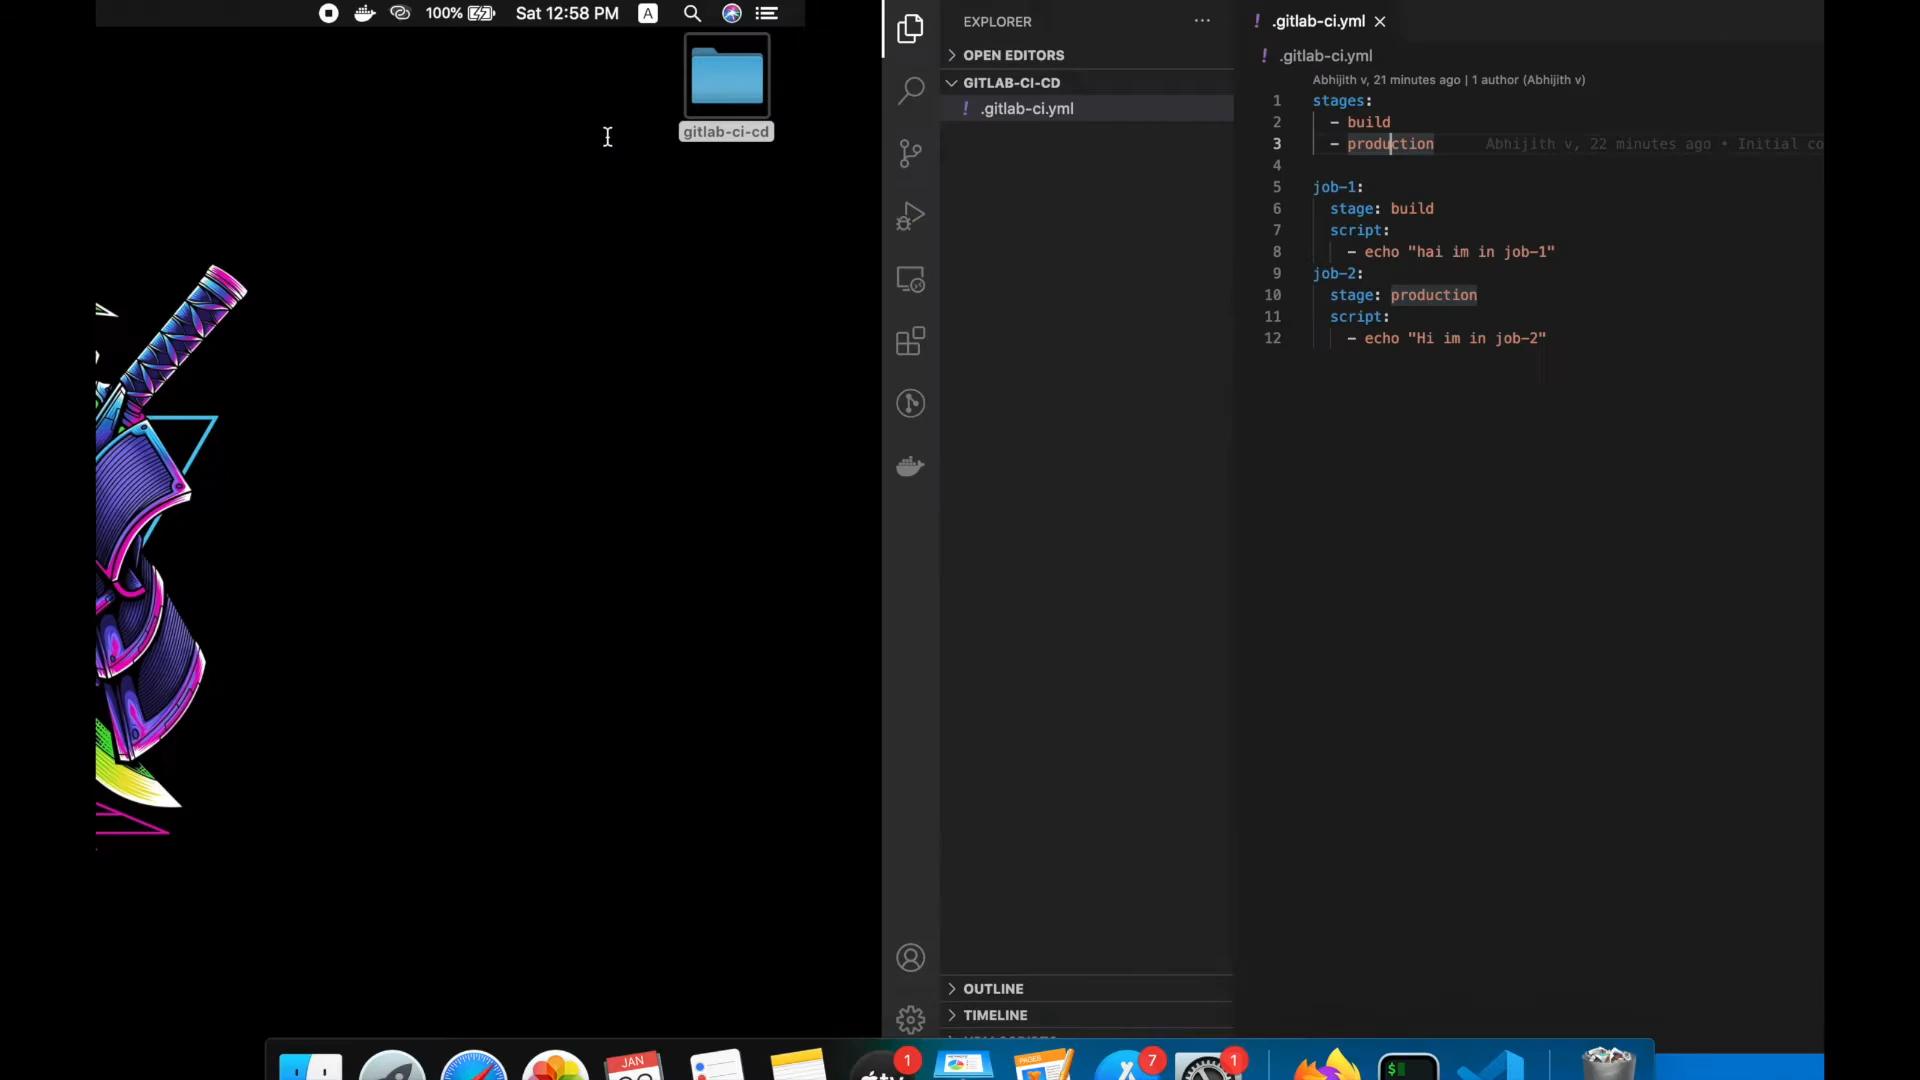 100%
Sat 12:58 PM
A
gitlab-ci-cd
EXPLORER
OPEN EDITORS
GITLAB-CI-CD
! .gitlab-ci.yml
OUTLINE
TIMELINE
! .gitlab-ci.yml
! .gitlab-ci.yml
Abhijith v, 21 minutes ago | 1 author (Abhijith v)
1 stages:
2 - build
3 - production Abhijith v, 22 minutes ago • Initial co
4
5 job-1:
6 stage: build
7 script:
8 - echo "hai im in job-1"
9 job-2:
10 stage: production
11 script:
12 - echo "Hi im in job-2"
JAN
1
PAGES
7
1
$